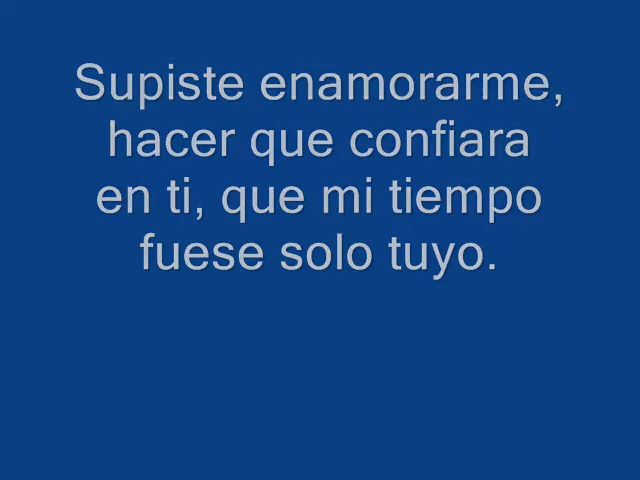 Supiste enamorarme,
hacer que confiara
en ti, que mi tiempo
fuese solo tuyo.